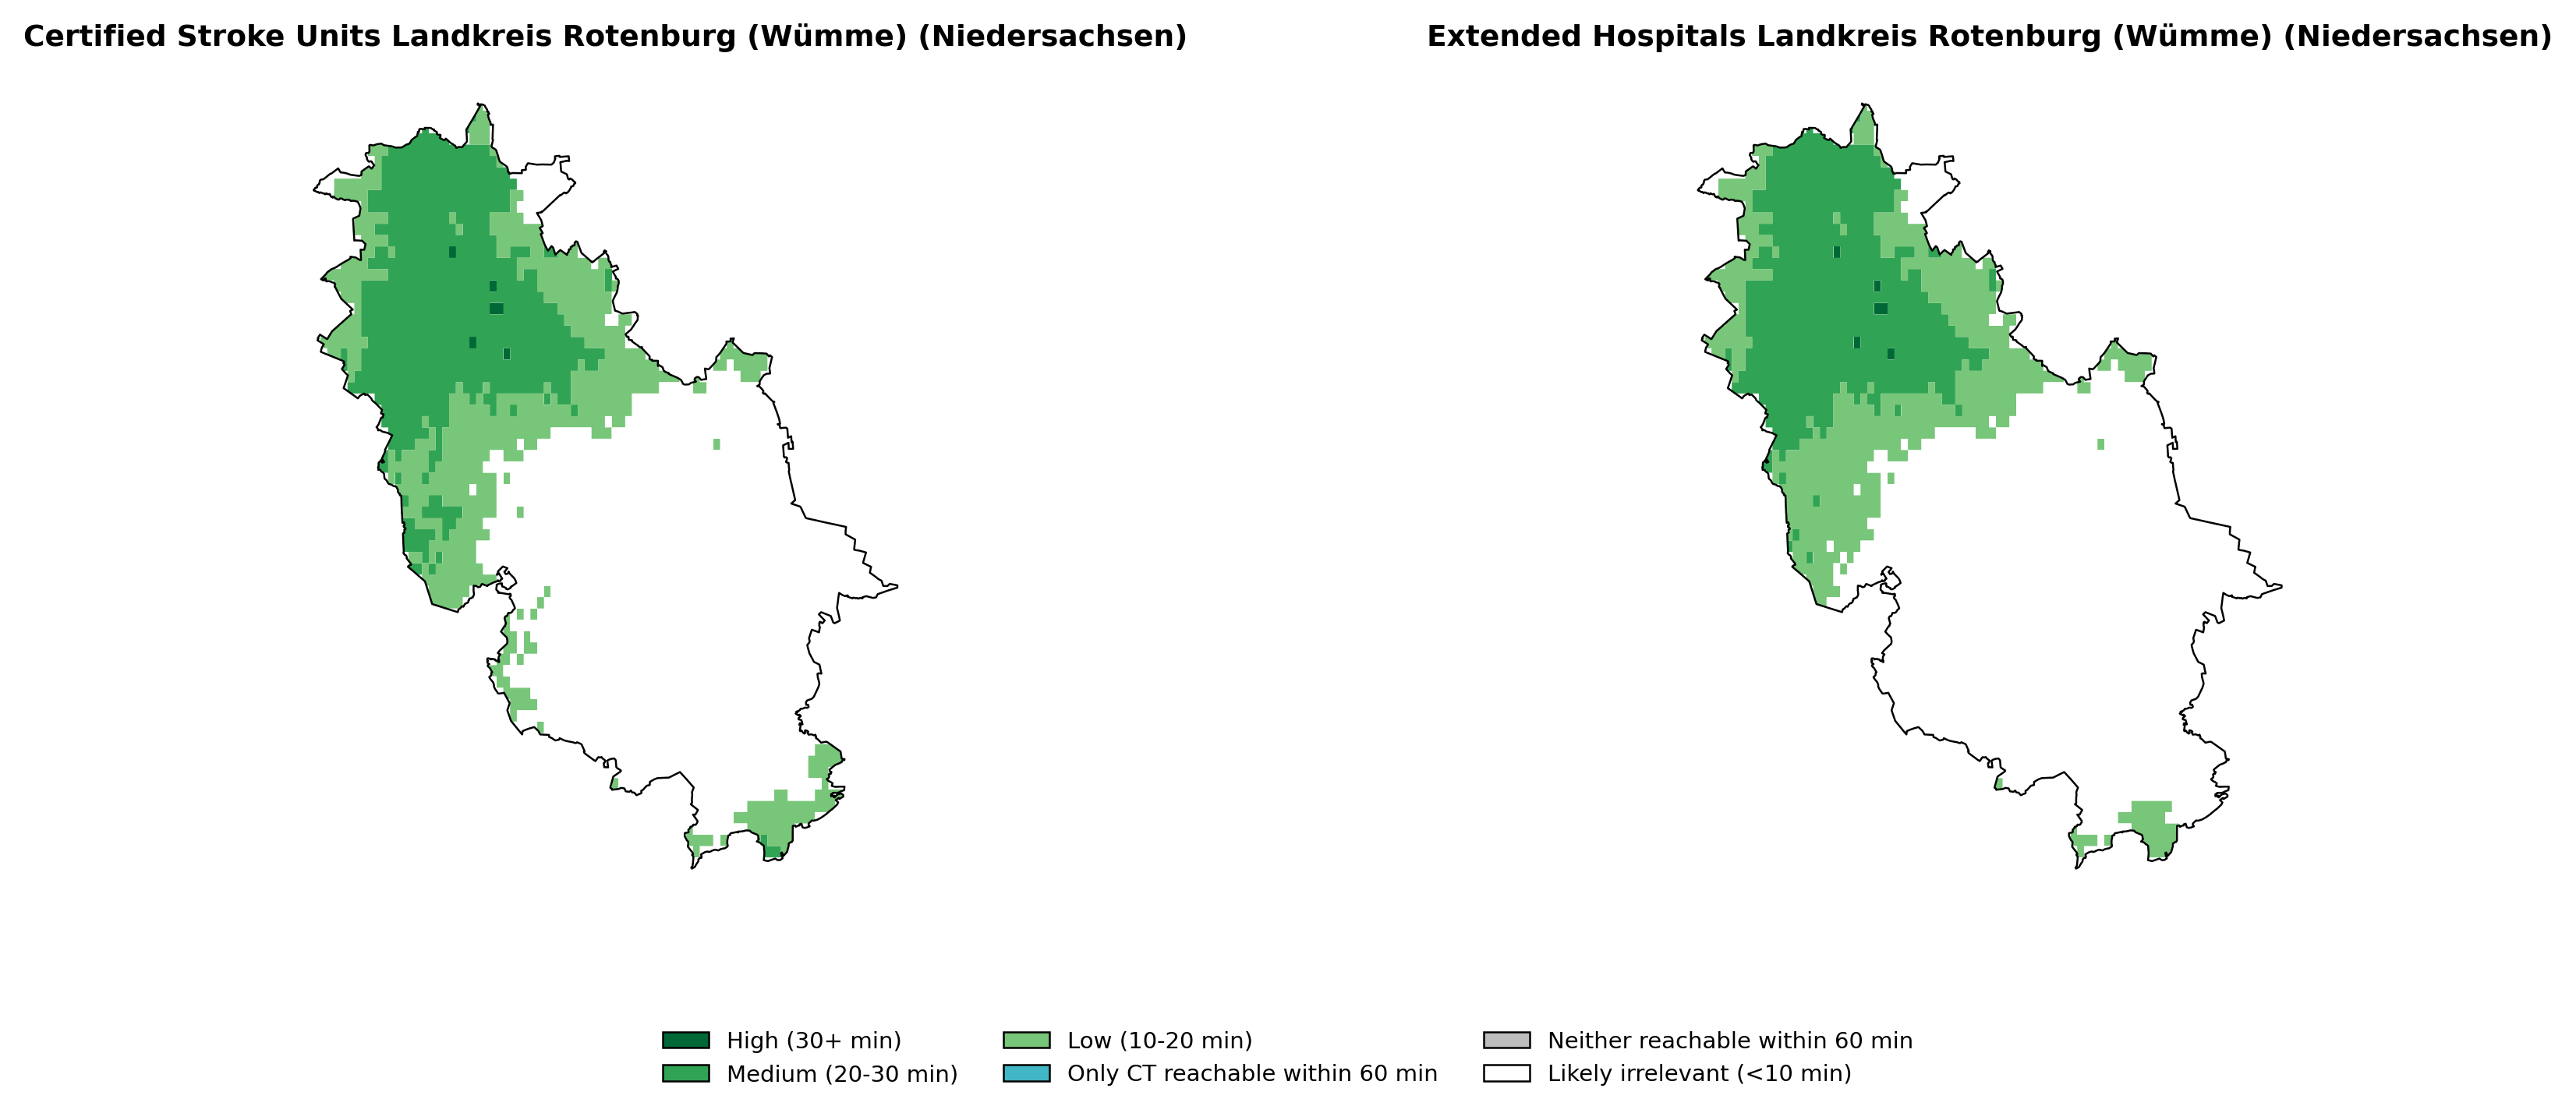 Certified Stroke Units Landkreis Rotenburg (Wümme) (Niedersachsen)
Extended Hospitals Landkreis Rotenburg (Wümme) (Niedersachsen)
High (30+ min)
Medium (20-30 min)
Low (10-20 min)
Only CT reachable within 60 min
Neither reachable within 60 min
Likely irrelevant (<10 min)